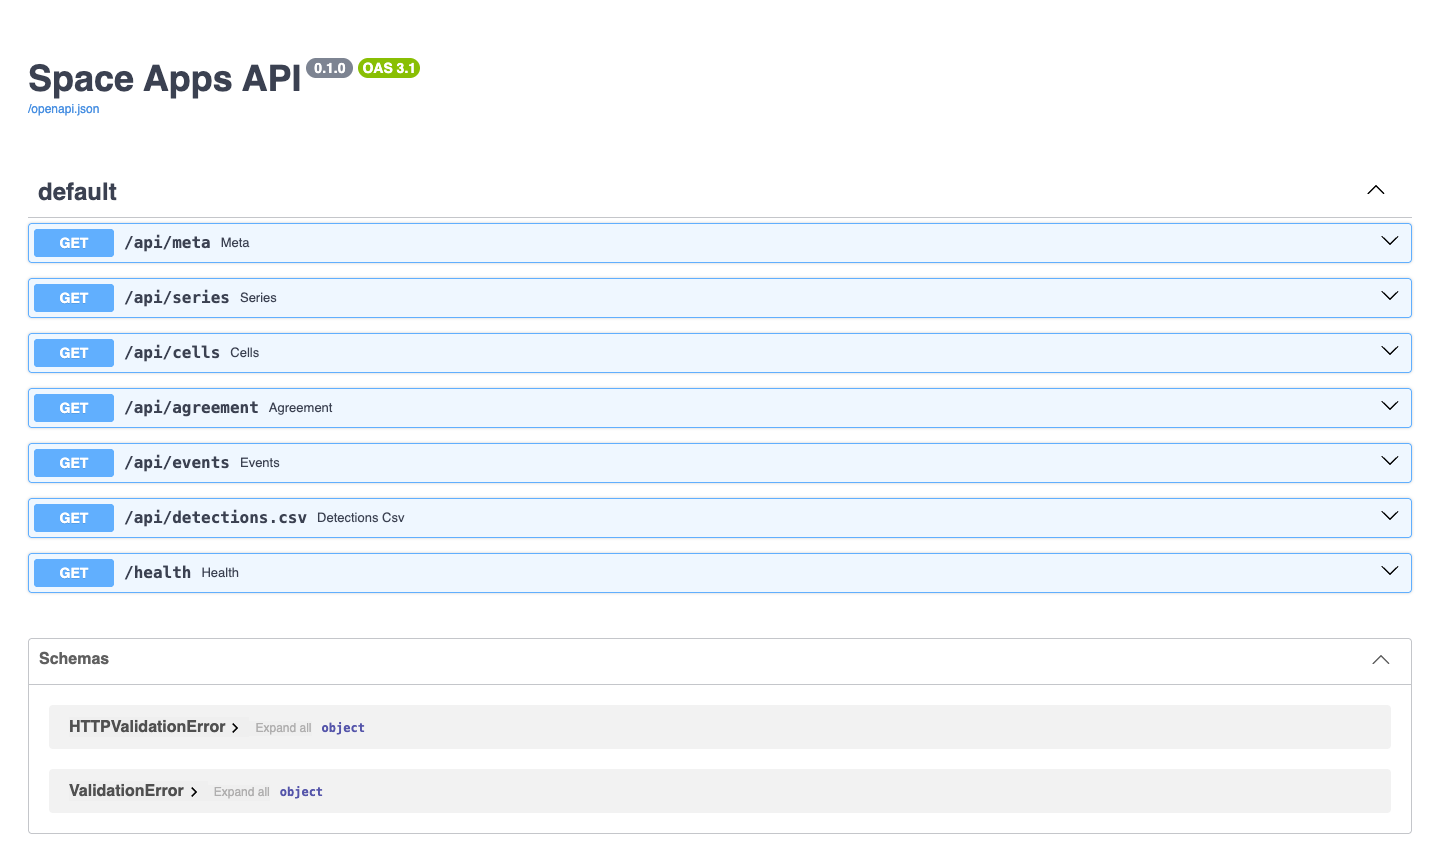 Space Apps API 0.1.0 OAS 3.1
/openapi.json
default
GET /api/meta Meta
GET /api/series Series
GET /api/cells Cells
GET /api/agreement Agreement
GET /api/events Events
GET /api/detections.csv Detections Csv
GET /health Health
Schemas
HTTPValidationError Expand all object
ValidationError Expand all object